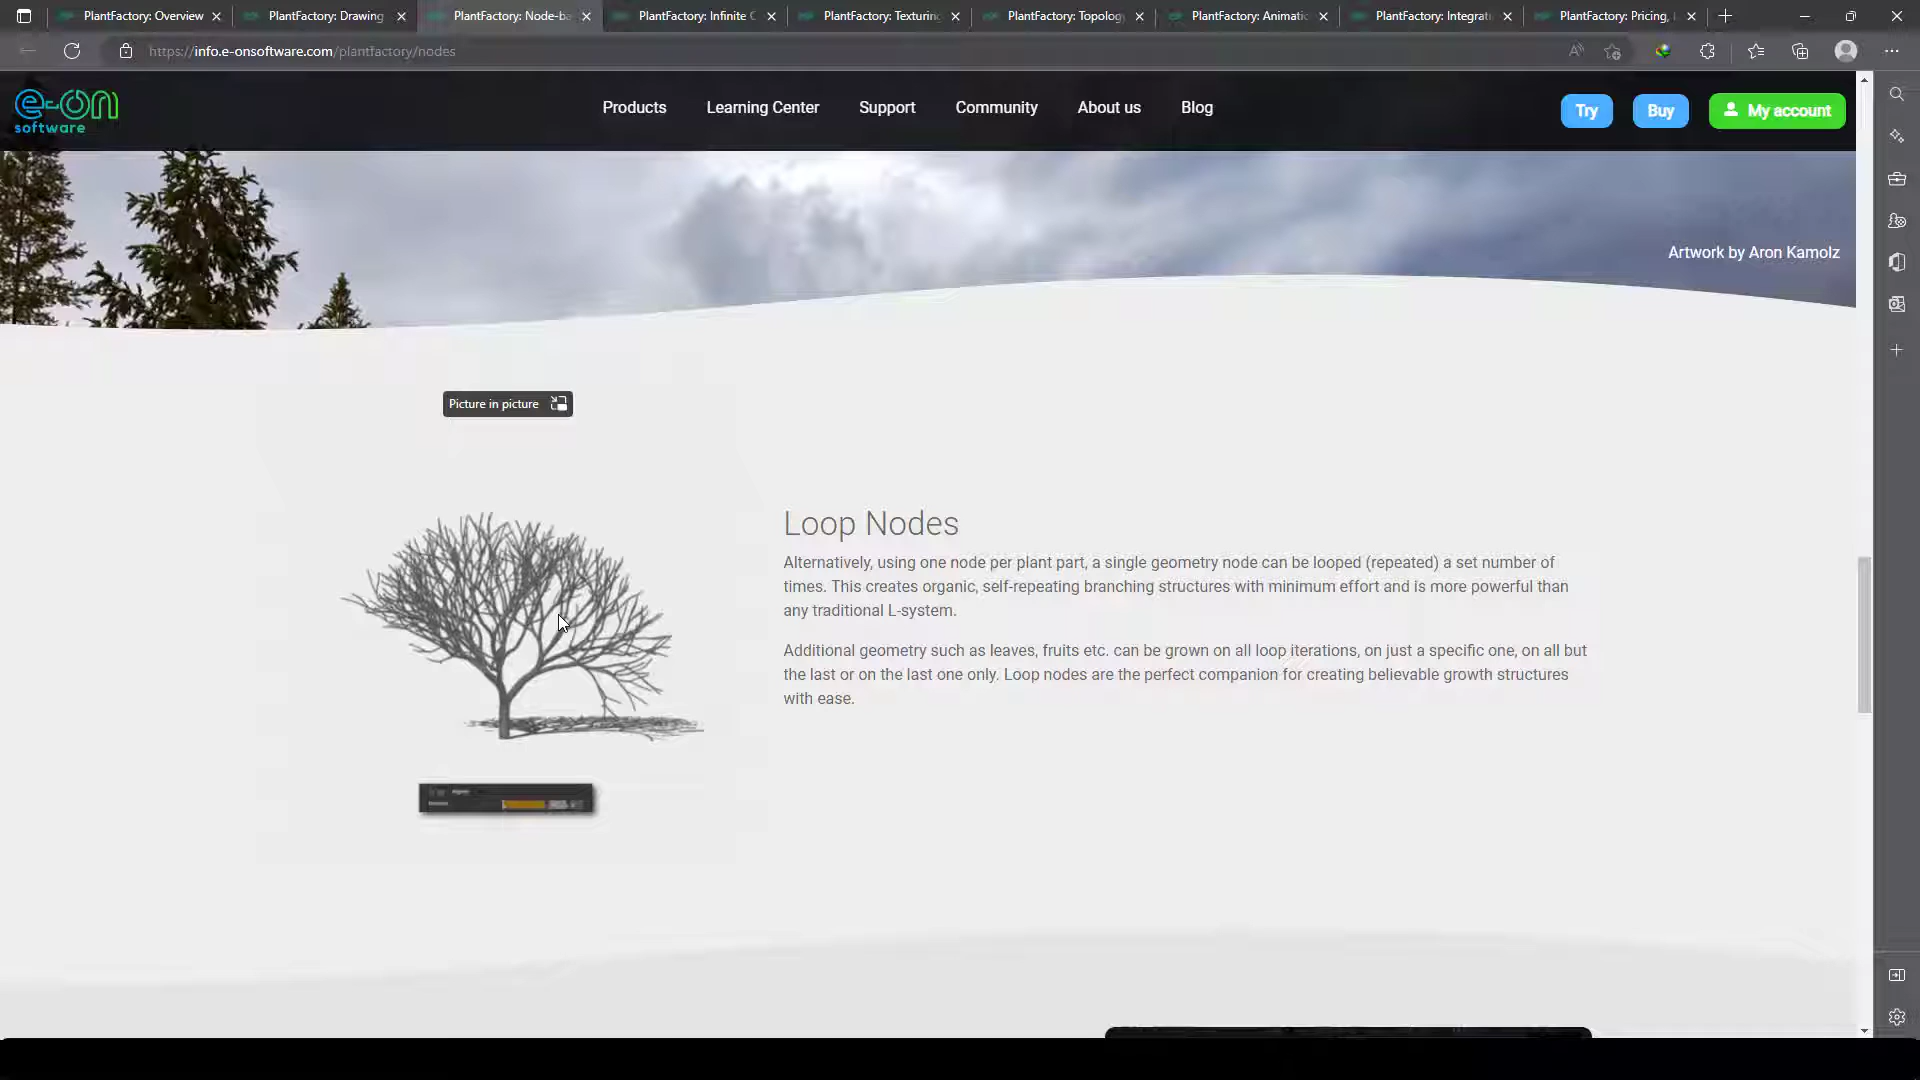 PlantFactory: Overview
PlantFactory: Drawing
PlantFactory: Node-ba
PlantFactory: Infinite
PlantFactory: Texturin
PlantFactory: Topolog
PlantFactory: Animati
PlantFactory: Integrat
PlantFactory: Pricing,
https://info.e-onsoftware.com/plantfactory/nodes
e-on
software
Products
Learning Center
Support
Community
About us
Blog
Try
Buy
My account
Artwork by Aron Kamolz
Picture in picture
Loop Nodes
Alternatively, using one node per plant part, a single geometry node can be looped (repeated) a set number of
times. This creates organic, self-repeating branching structures with minimum effort and is more powerful than
any traditional L-system.
Additional geometry such as leaves, fruits etc. can be grown on all loop iterations, on just a specific one, on all but
the last or on the last one only. Loop nodes are the perfect companion for creating believable growth structures
with ease.